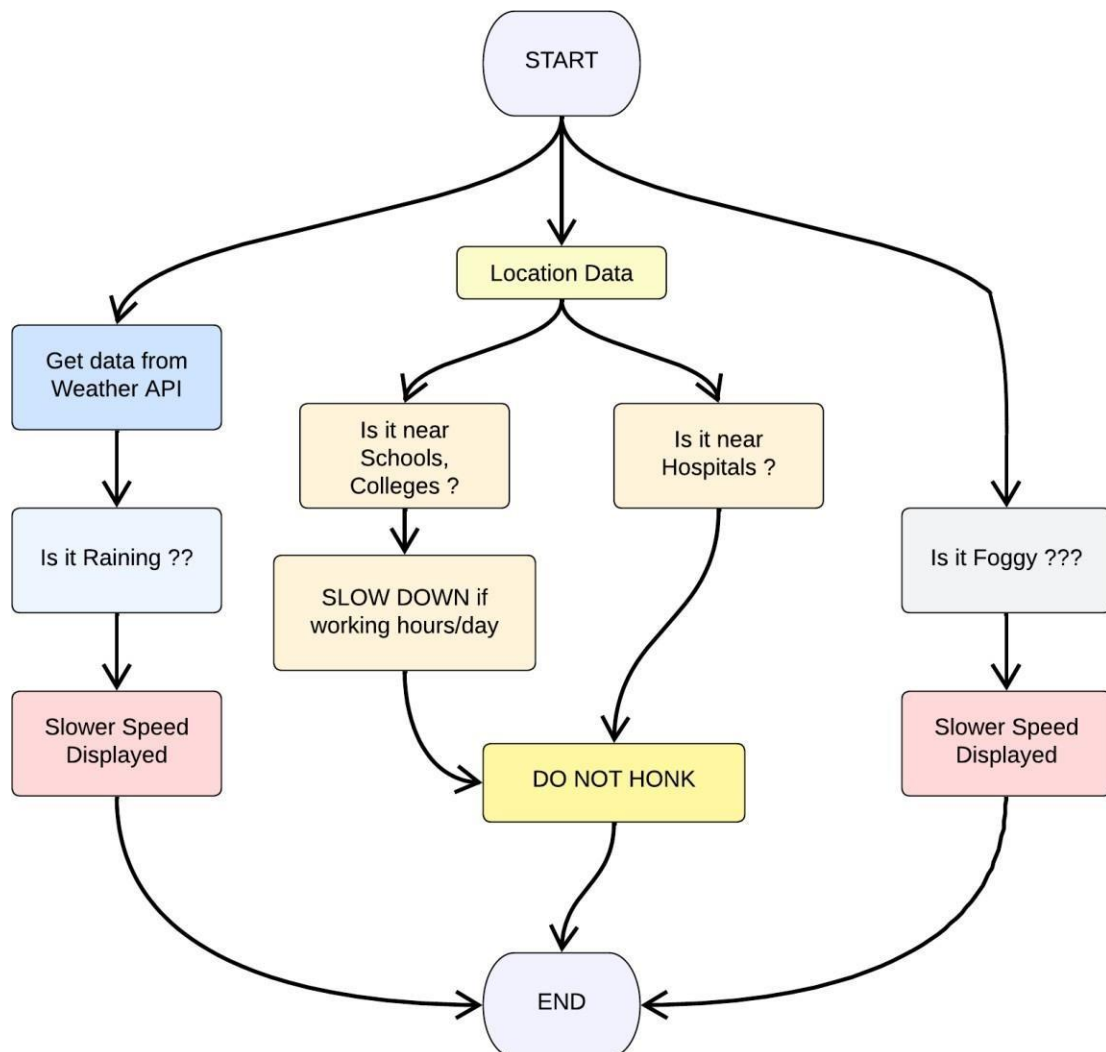 START
Location Data
Get data from
Weather API
Is it near
Schools,
Colleges ?
Is it near
Hospitals ?
Is it Raining ??
Is it Foggy ???
SLOW DOWN if
working hours/day
Slower Speed
Displayed
Slower Speed
Displayed
DO NOT HONK
END